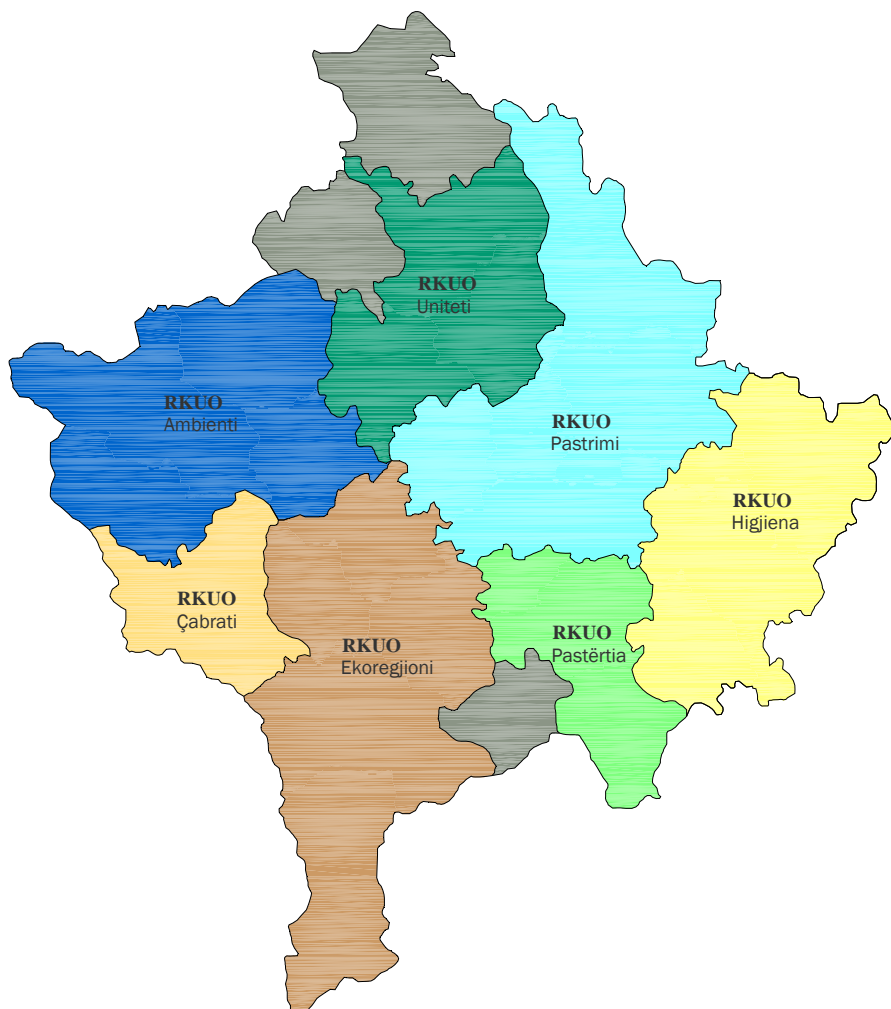 RKUO
Uniteti
RKUO
Ambienti
RKUO
Pastrimi
RKUO
Higjiena
RKUO
Çabrati
RKUO
Ekoregjioni
RKUO
Pastërtia